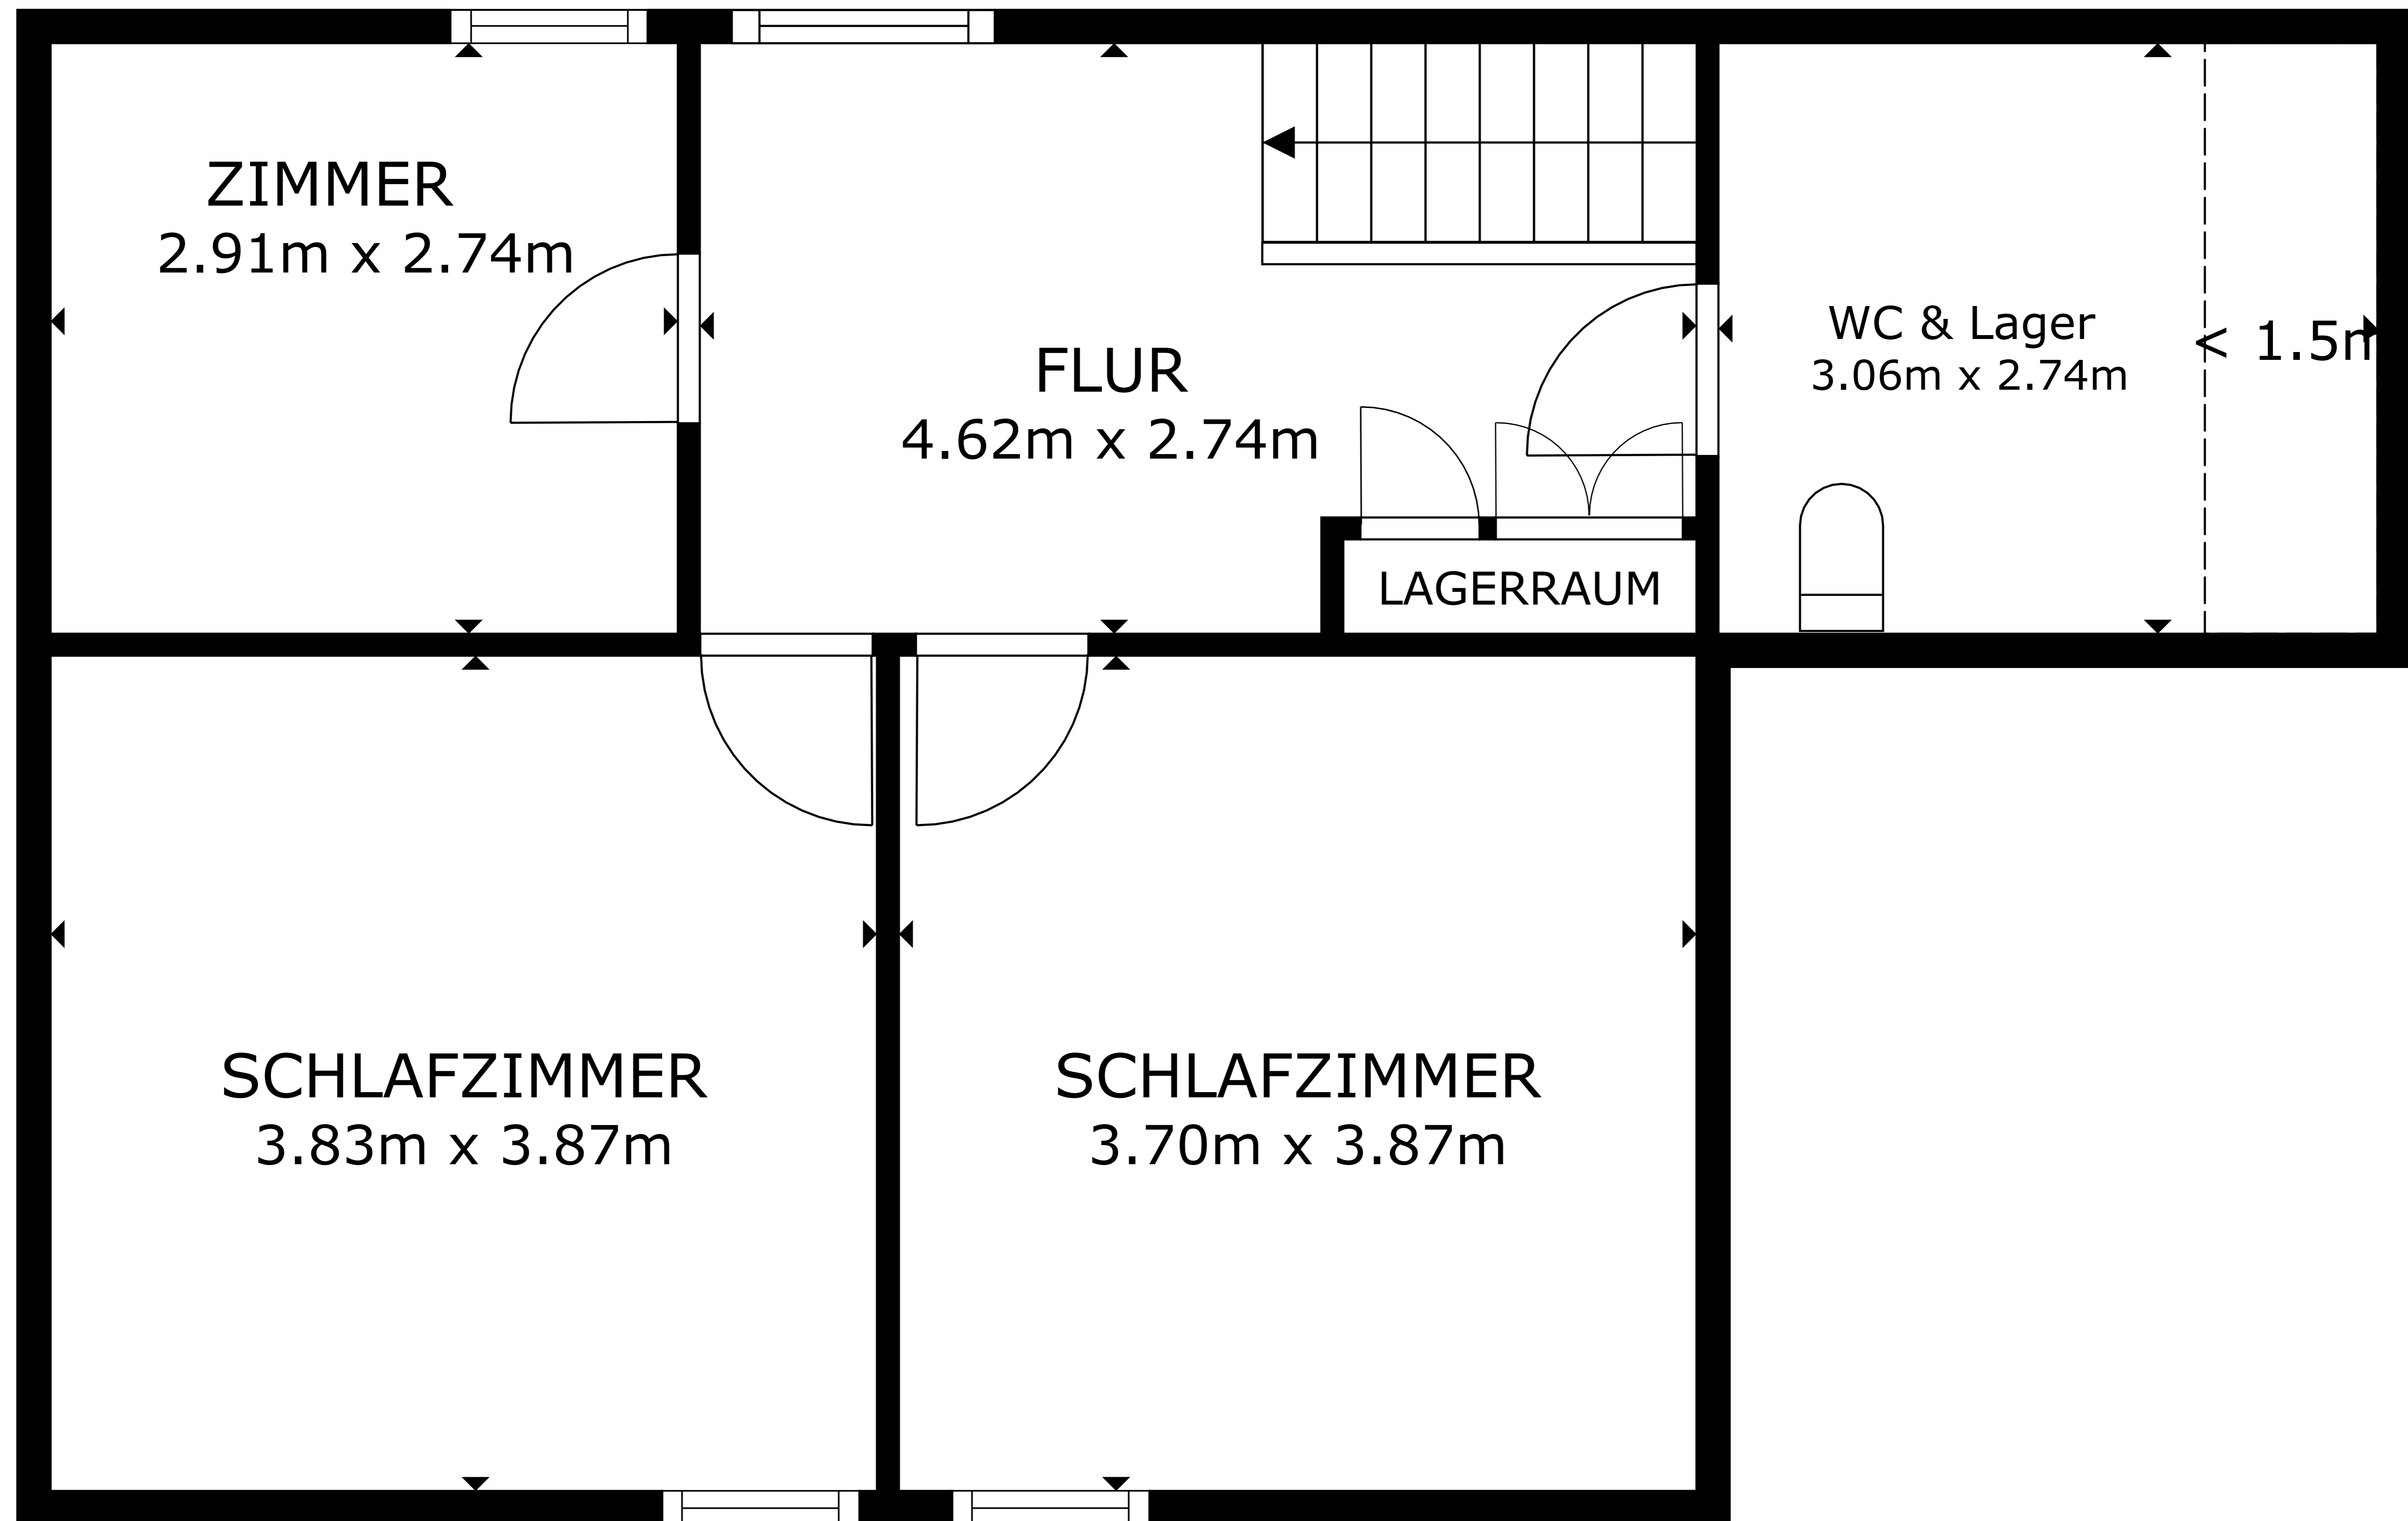 ZIMMER
2.91m x 2.74m
FLUR
4.62m x 2.74m
WC & Lager
3.06m x 2.74m
< 1.5m
LAGERRAUM
SCHLAFZIMMER
3.83m x 3.87m
SCHLAFZIMMER
3.70m x 3.87m